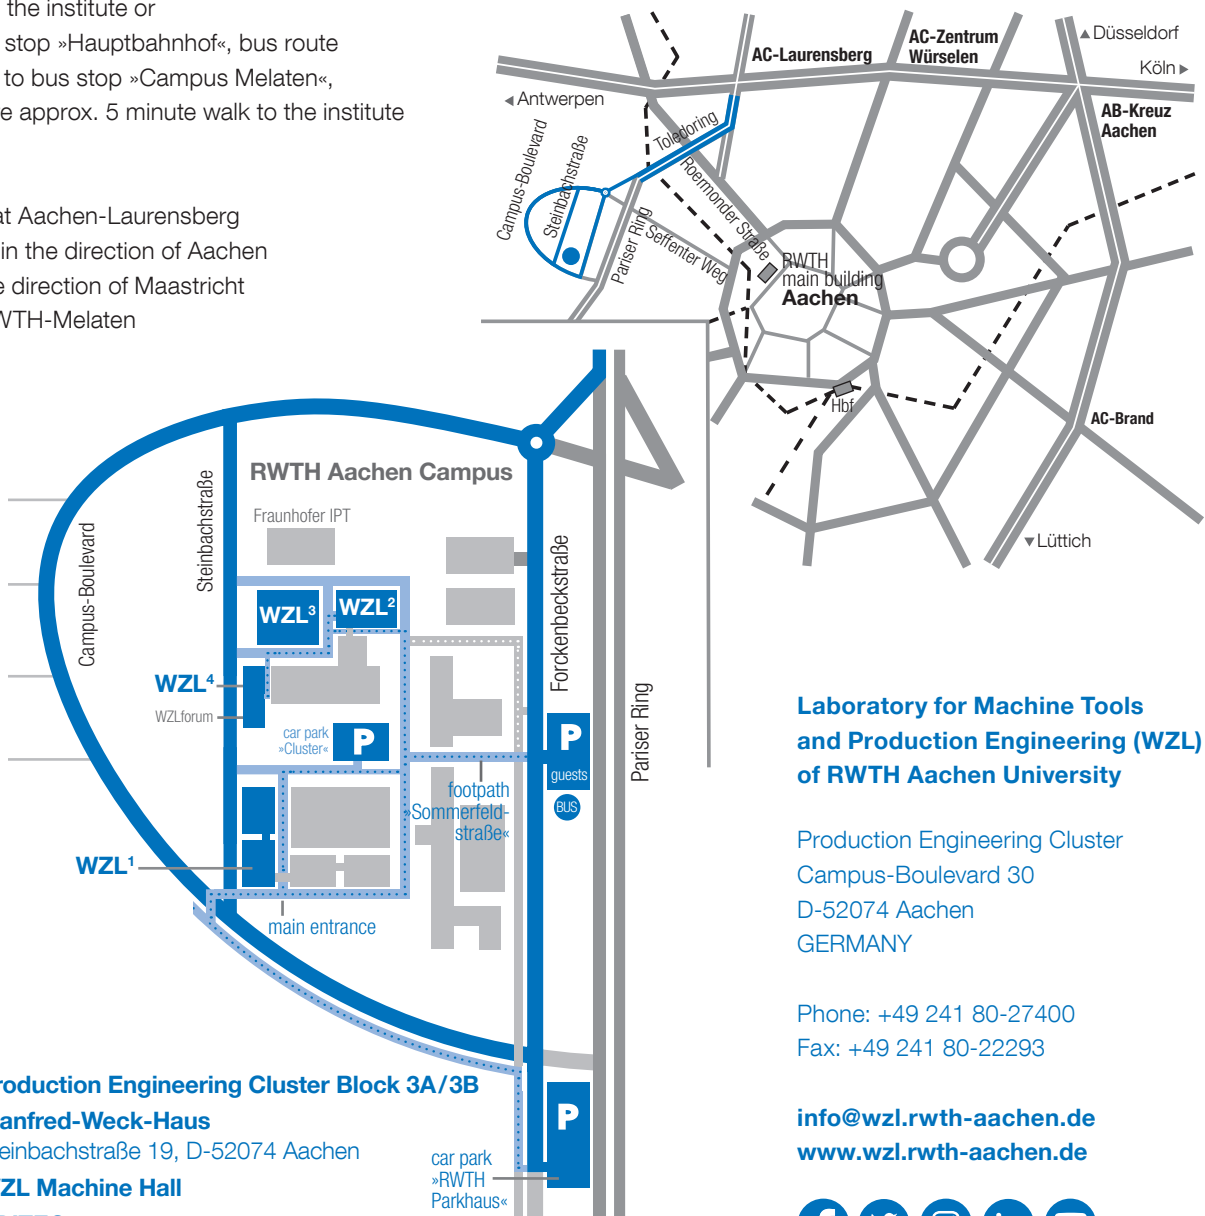 the institute or
stop »Hauptbahnhof«, bus route
to bus stop »Campus Melaten«,
e approx. 5 minute walk to the institute
at Aachen-Laurensberg
in the direction of Aachen
e direction of Maastricht
WTH-Melaten
AC-Laurensberg
AC-Zentrum
Würselen
Düsseldorf
Köln
AB-Kreuz
Aachen
Antwerpen
Toledoring
Campus-Boulevard
Steinbachstraße
Roermonder Straße
Pariser Ring
Seffenter Weg
RWTH
main building
Aachen
Hbf
AC-Brand
Lüttich
RWTH Aachen Campus
Fraunhofer IPT
Steinbachstraße
Campus-Boulevard
Forckenbeckstraße
Pariser Ring
WZL³
WZL²
WZL⁴
WZLforum
car park
»Cluster«
P
P
guests
BUS
footpath
»Sommerfeld-
straße«
WZL¹
main entrance
P
car park
»RWTH
Parkhaus«
roduction Engineering Cluster Block 3A/3B
anfred-Weck-Haus
einbachstraße 19, D-52074 Aachen
ZL Machine Hall
Laboratory for Machine Tools
and Production Engineering (WZL)
of RWTH Aachen University
Production Engineering Cluster
Campus-Boulevard 30
D-52074 Aachen
GERMANY
Phone: +49 241 80-27400
Fax: +49 241 80-22293
info@wzl.rwth-aachen.de
www.wzl.rwth-aachen.de